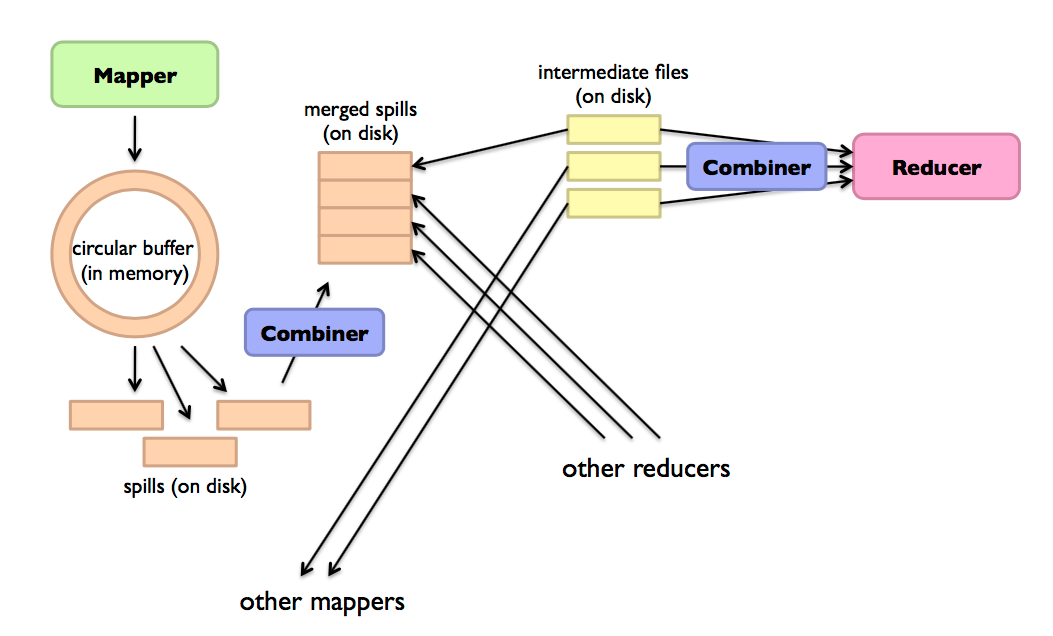 Mapper
circular buffer
(in memory)
spills (on disk)
Combiner
merged spills
(on disk)
intermediate files
(on disk)
Combiner
Reducer
other reducers
other mappers